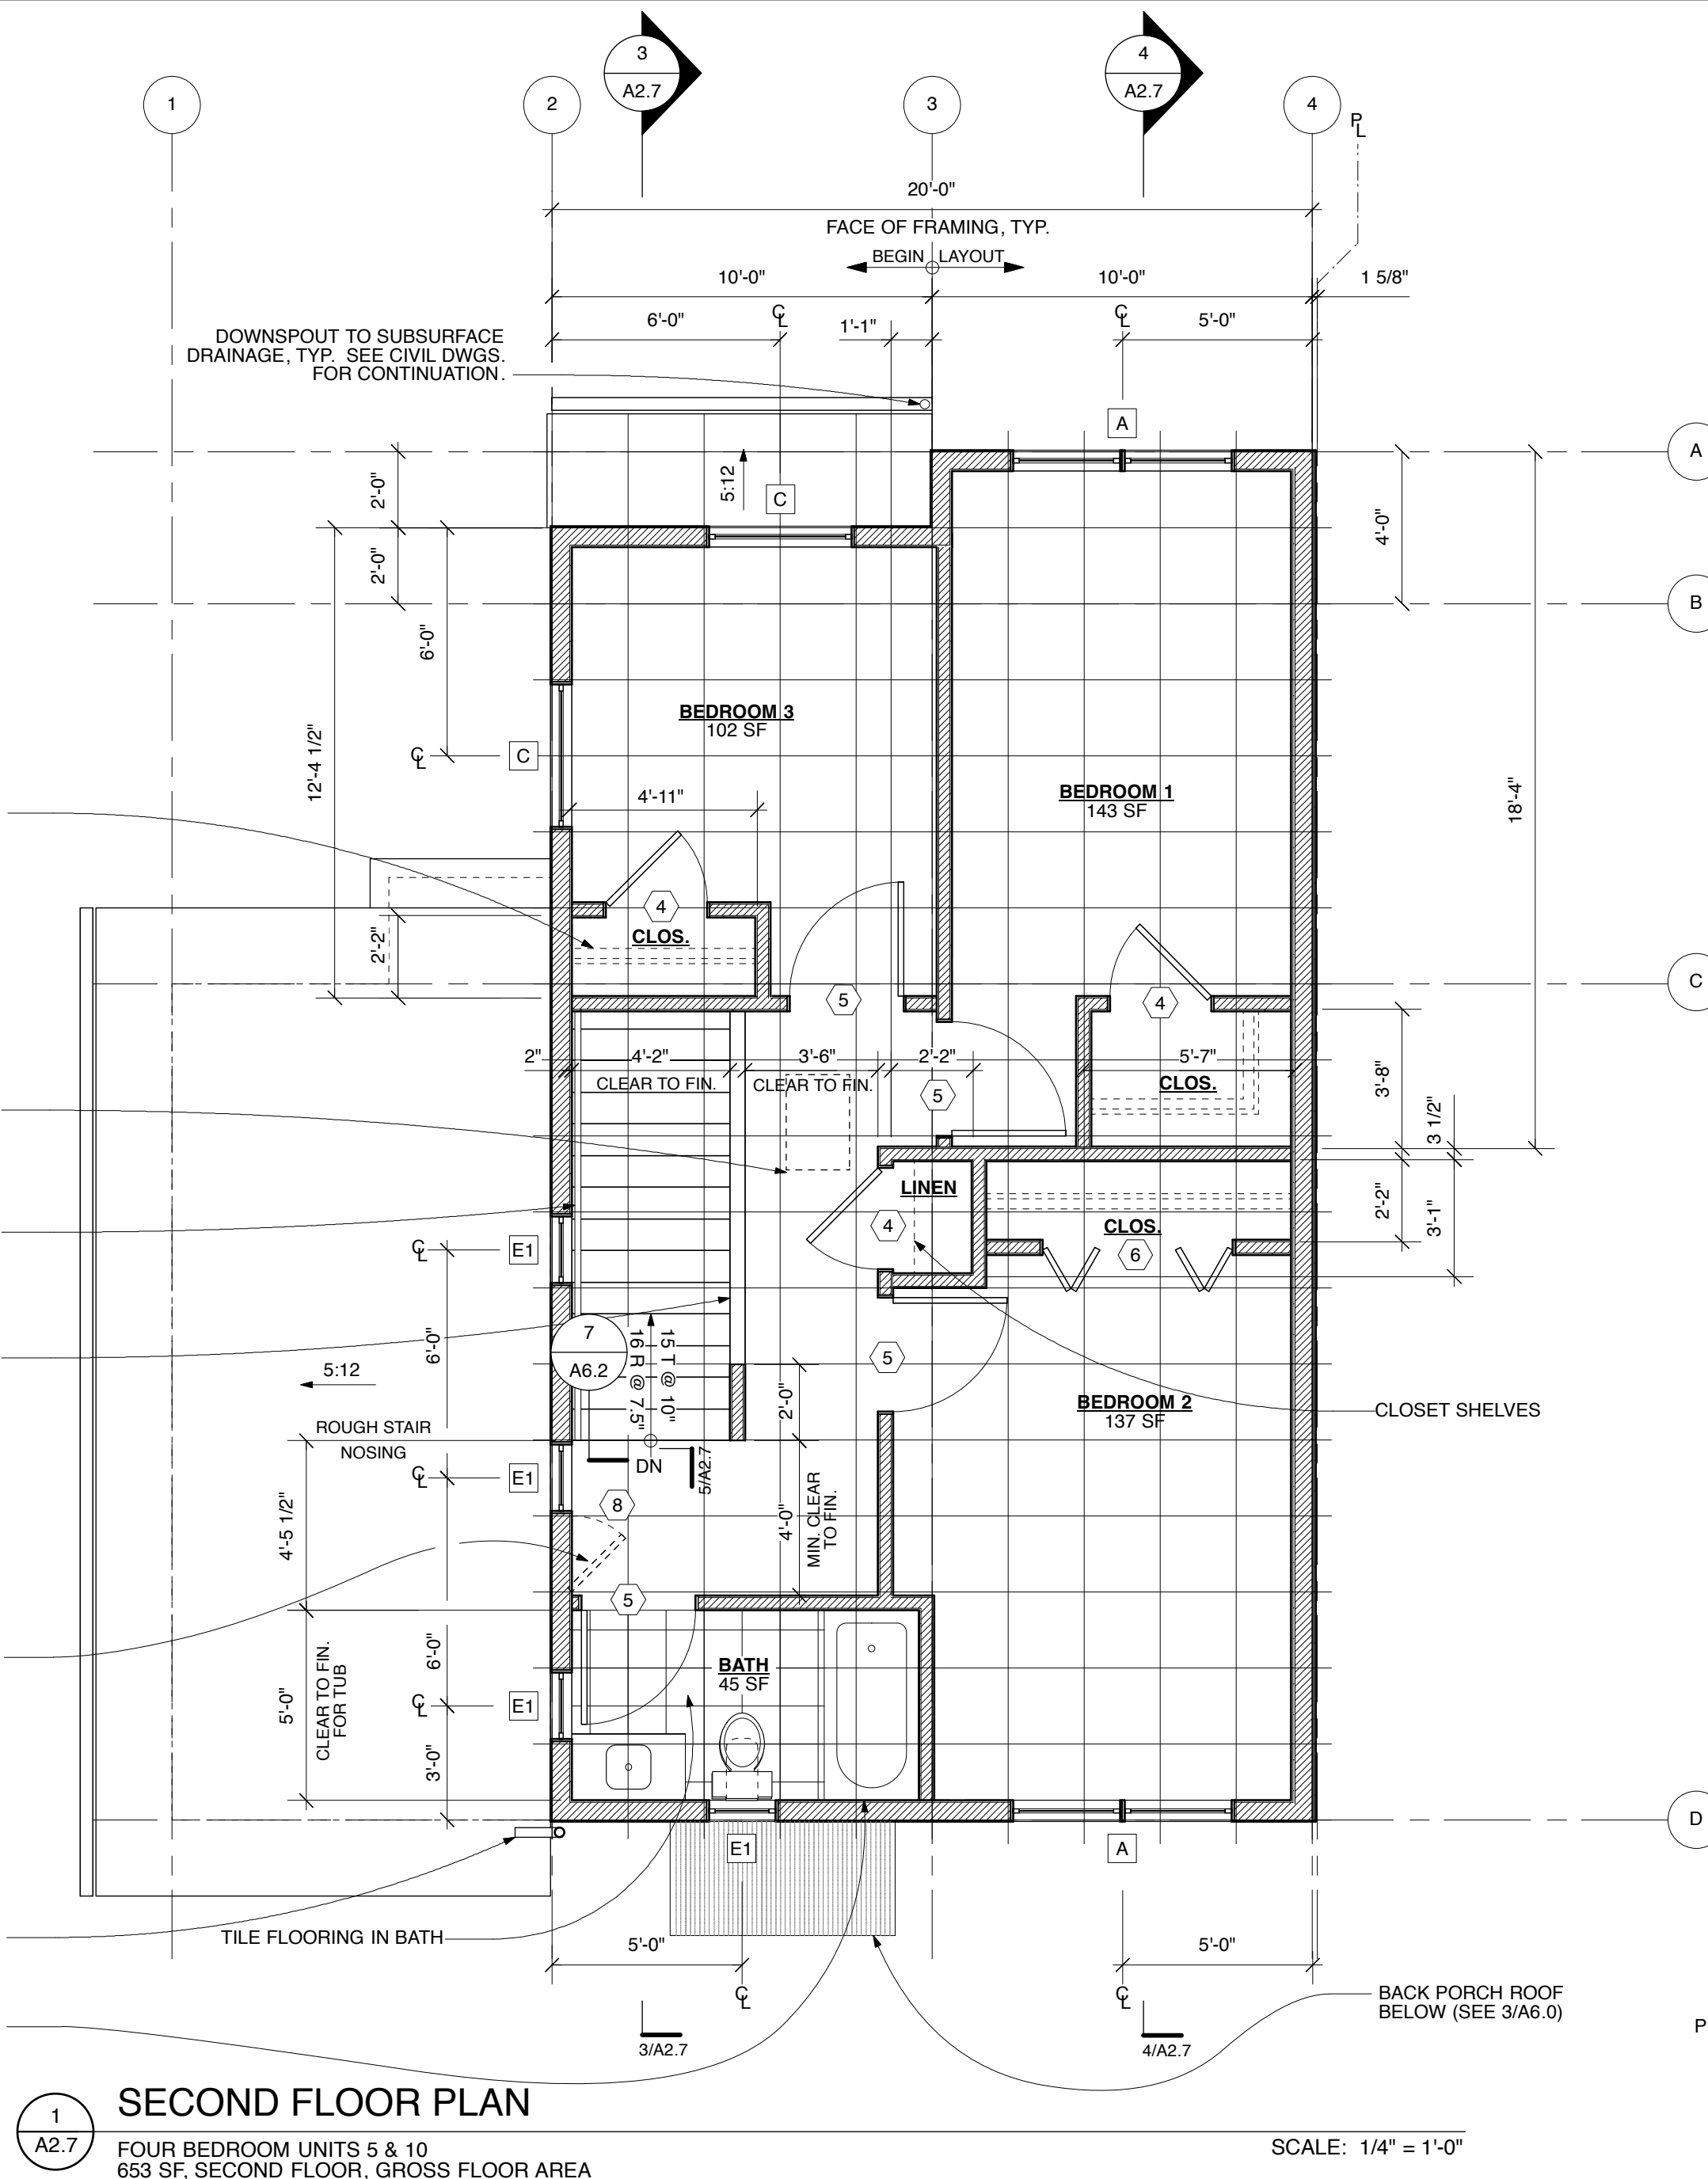 3
A2.7
4
A2.7
1
2
3
4
PL
20'-0"
FACE OF FRAMING, TYP.
BEGIN LAYOUT
10'-0"
10'-0"
1 5/8"
6'-0"
CL
1'-1"
CL
5'-0"
DOWNSPOUT TO SUBSURFACE
DRAINAGE, TYP. SEE CIVIL DWGS.
FOR CONTINUATION.
A
A
2'-0"
5:12
C
4'-0"
2'-0"
B
6'-0"
BEDROOM 3
102 SF
12'-4 1/2"
CL
C
BEDROOM 1
143 SF
18'-4"
4'-11"
4
CLOS.
2'-2"
C
5
4
2"
4'-2"
3'-6"
2'-2"
5'-7"
CLEAR TO FIN.
CLEAR TO FIN.
CLOS.
5
3'-8"
3 1/2"
LINEN
4
CLOS.
6
2'-2"
3'-1"
CL
E1
6'-0"
7
A6.2
16 R @ 7.5"
15 T @ 10"
5
5:12
2'-0"
BEDROOM 2
137 SF
CLOSET SHELVES
ROUGH STAIR
NOSING
CL
E1
DN
5/A2.7
8
4'-5 1/2"
4'-0"
MIN. CLEAR
TO FIN.
5
6'-0"
BATH
45 SF
CLEAR TO FIN.
FOR TUB
5'-0"
CL
E1
3'-0"
D
E1
A
TILE FLOORING IN BATH
5'-0"
5'-0"
CL
CL
BACK PORCH ROOF
BELOW (SEE 3/A6.0)
P
3/A2.7
4/A2.7
1
A2.7
SECOND FLOOR PLAN
FOUR BEDROOM UNITS 5 & 10
653 SF, SECOND FLOOR, GROSS FLOOR AREA
SCALE: 1/4" = 1'-0"